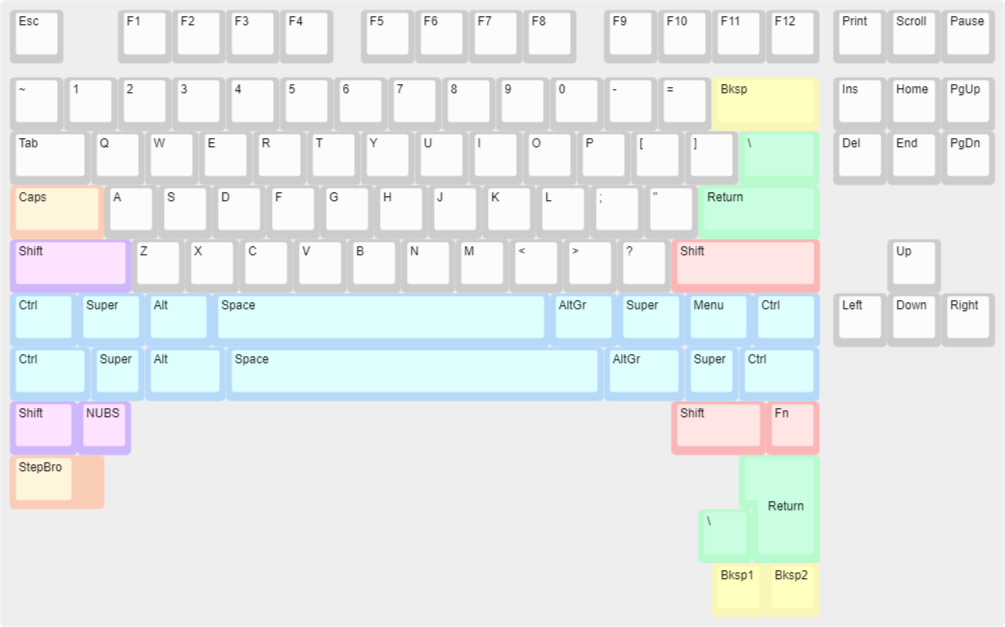 Esc F1 F2 F3 F4 F5 F6 F7 F8 F9 F10 F11 F12 Print Scroll Pause
~ 1 2 3 4 5 6 7 8 9 0 - = Bksp Ins Home PgUp
Tab Q W E R T Y U I O P [ ] \ Del End PgDn
Caps A S D F G H J K L ; " Return
Shift Z X C V B N M < > ? Shift Up
Ctrl Super Alt Space AltGr Super Menu Ctrl Left Down Right
Ctrl Super Alt Space AltGr Super Ctrl
Shift NUBS Shift Fn
StepBro
Return
\
Bksp1 Bksp2